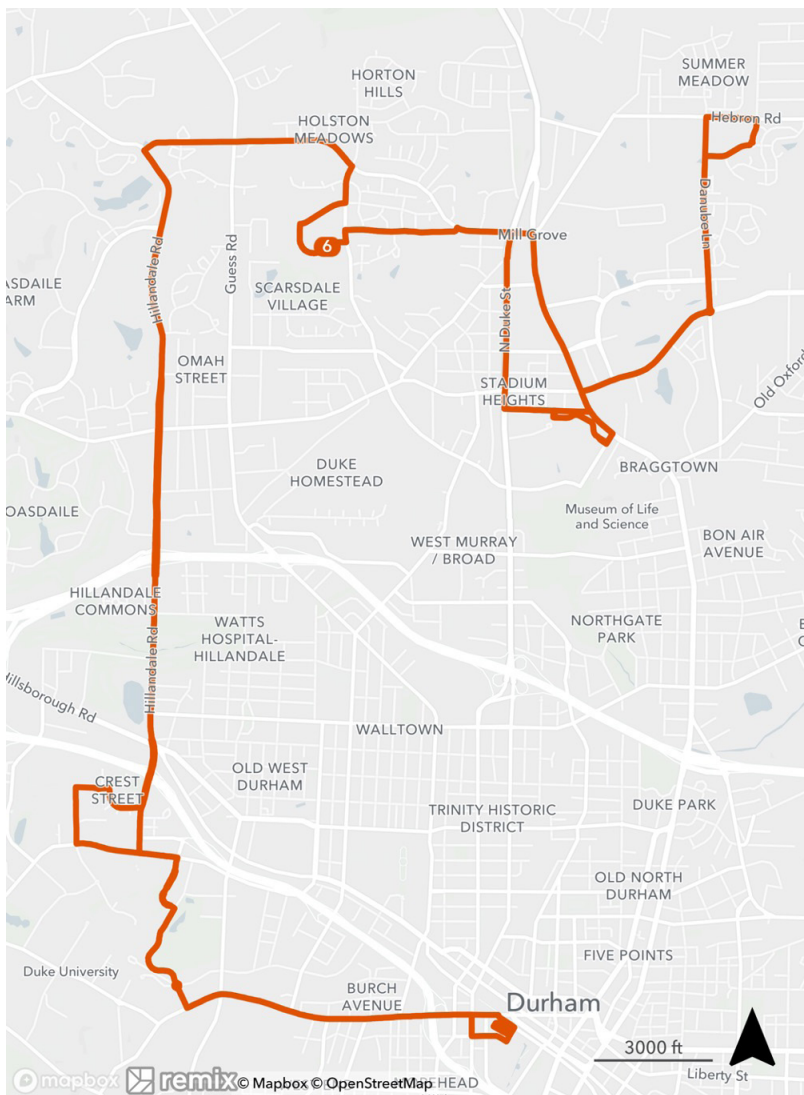 SUMMER
MEADOW
HORTON
HILLS
HOLSTON
MEADOWS
Hebron Rd
Danube Ln
Mill Grove
Hillandale Rd
Guess Rd
6
SCARSDALE
VILLAGE
ASDAILE
ARM
N Duke St
OMAH
STREET
STADIUM
HEIGHTS
Old Oxfor
BRAGGTOWN
DUKE
HOMESTEAD
Museum of Life
and Science
OASDAILE
WEST MURRAY
/ BROAD
BON AIR
AVENUE
HILLANDALE
COMMONS
WATTS
HOSPITAL-
HILLANDALE
NORTHGATE
PARK
Hillandale Rd
Hillsborough Rd
WALLTOWN
CREST
STREET
OLD WEST
DURHAM
TRINITY HISTORIC
DISTRICT
DUKE PARK
OLD NORTH
DURHAM
FIVE POINTS
Duke University
BURCH
AVENUE
Durham
3000 ft
Liberty St
mapbox remix © Mapbox © OpenStreetMap
EHEAD